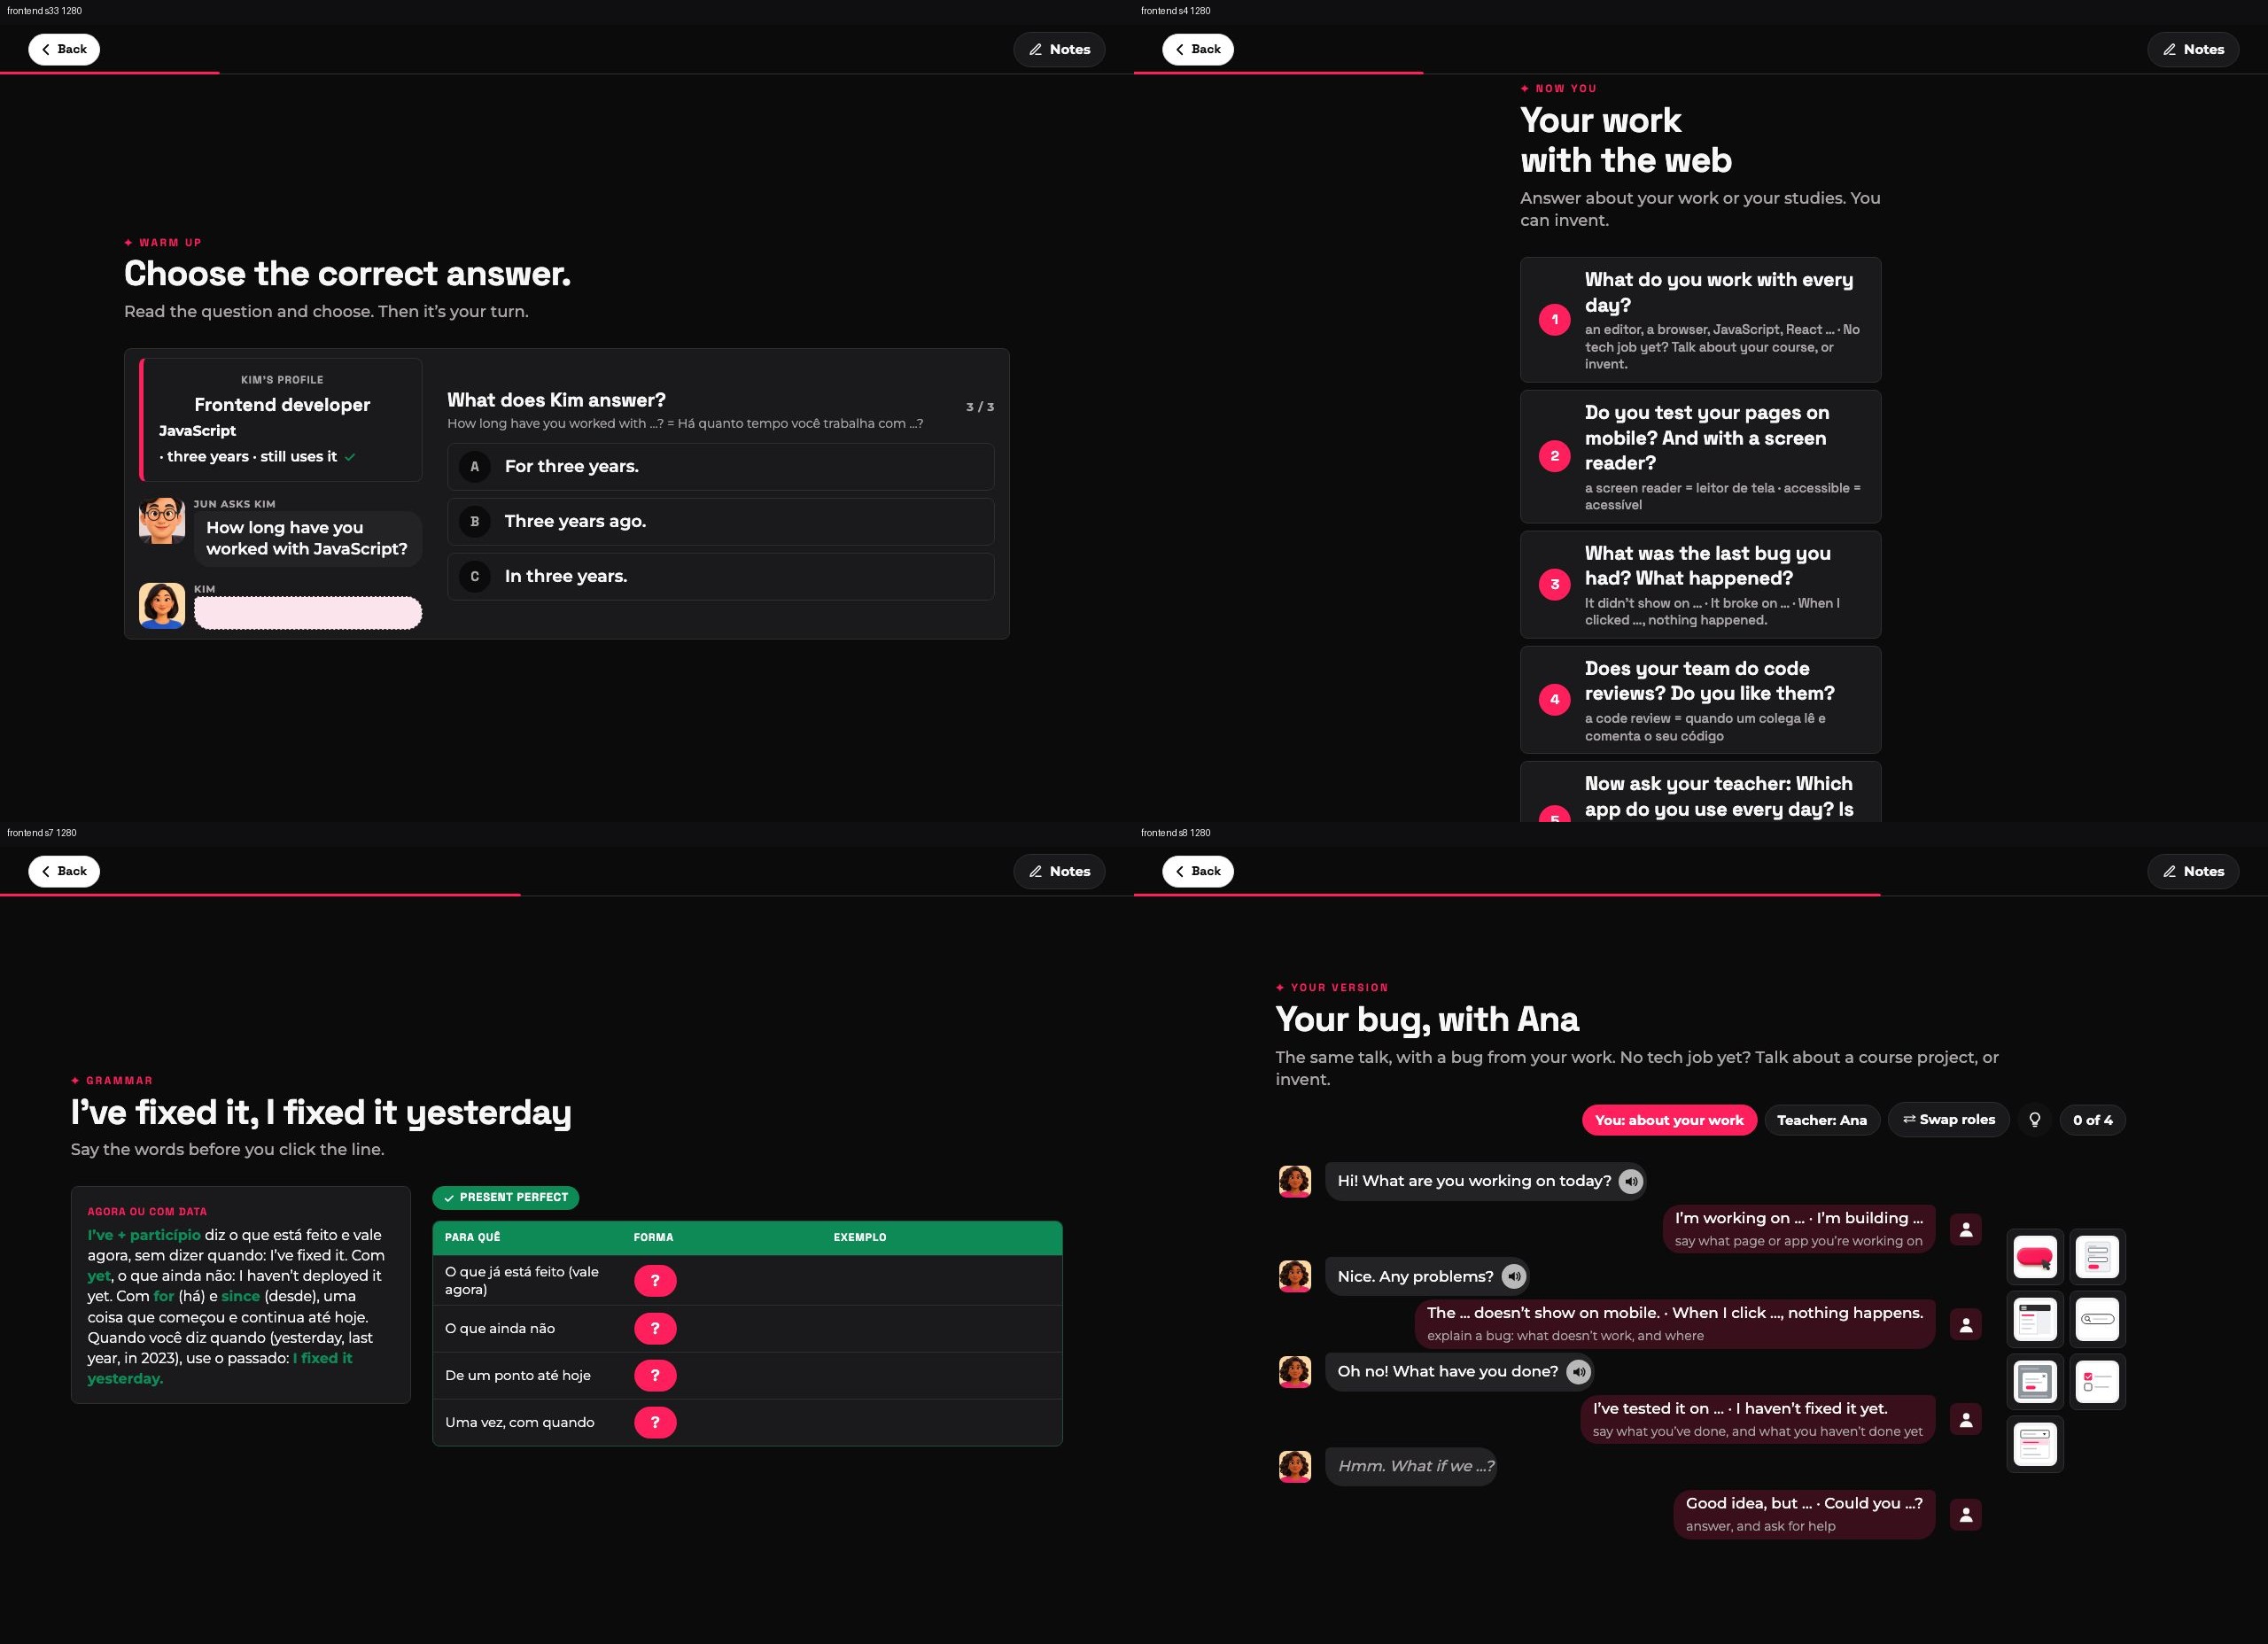 frontend s33 1280
Back
Notes
WARM UP
Choose the correct answer.
Read the question and choose. Then it's your turn.
KIM'S PROFILE
Frontend developer
JavaScript
· three years · still uses it ✓
JUN ASKS KIM
How long have you
worked with JavaScript?
KIM
What does Kim answer?
3 / 3
How long have you worked with ...? = Há quanto tempo você trabalha com ...?
A For three years.
B Three years ago.
C In three years.
frontend s4 1280
Back
Notes
NOW YOU
Your work
with the web
Answer about your work or your studies. You
can invent.
1
What do you work with every
day?
an editor, a browser, JavaScript, React ... · No
tech job yet? Talk about your course, or
invent.
2
Do you test your pages on
mobile? And with a screen
reader?
a screen reader = leitor de tela · accessible =
acessível
3
What was the last bug you
had? What happened?
It didn't show on ... · It broke on ... · When I
clicked ..., nothing happened.
4
Does your team do code
reviews? Do you like them?
a code review = quando um colega lê e
comenta o seu código
5
Now ask your teacher: Which
app do you use every day? Is
frontend s7 1280
Back
Notes
GRAMMAR
I've fixed it, I fixed it yesterday
Say the words before you click the line.
AGORA OU COM DATA
I've + particípio diz o que está feito e vale
agora, sem dizer quando: I've fixed it. Com
yet, o que ainda não: I haven't deployed it
yet. Com for (há) e since (desde), uma
coisa que começou e continua até hoje.
Quando você diz quando (yesterday, last
year, in 2023), use o passado: I fixed it
yesterday.
✓ PRESENT PERFECT
PARA QUÊ FORMA EXEMPLO
O que já está feito (vale
agora)
?
O que ainda não ?
De um ponto até hoje ?
Uma vez, com quando ?
frontend s8 1280
Back
Notes
YOUR VERSION
Your bug, with Ana
The same talk, with a bug from your work. No tech job yet? Talk about a course project, or
invent.
You: about your work
Teacher: Ana
⇄ Swap roles
0 of 4
Hi! What are you working on today?
I'm working on ... · I'm building ...
say what page or app you're working on
Nice. Any problems?
The ... doesn't show on mobile. · When I click ..., nothing happens.
explain a bug: what doesn't work, and where
Oh no! What have you done?
I've tested it on ... · I haven't fixed it yet.
say what you've done, and what you haven't done yet
Hmm. What if we ...?
Good idea, but ... · Could you ...?
answer, and ask for help